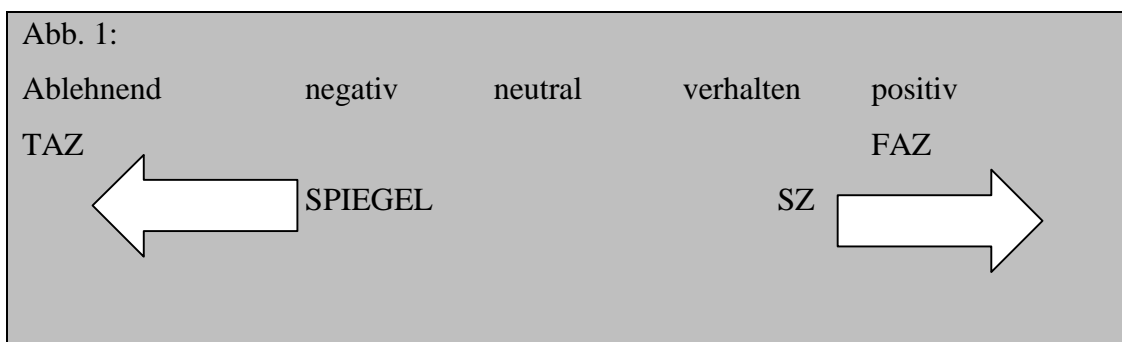 Abb. 1:
Ablehnend negativ neutral verhalten positiv
TAZ FAZ
SPIEGEL SZ